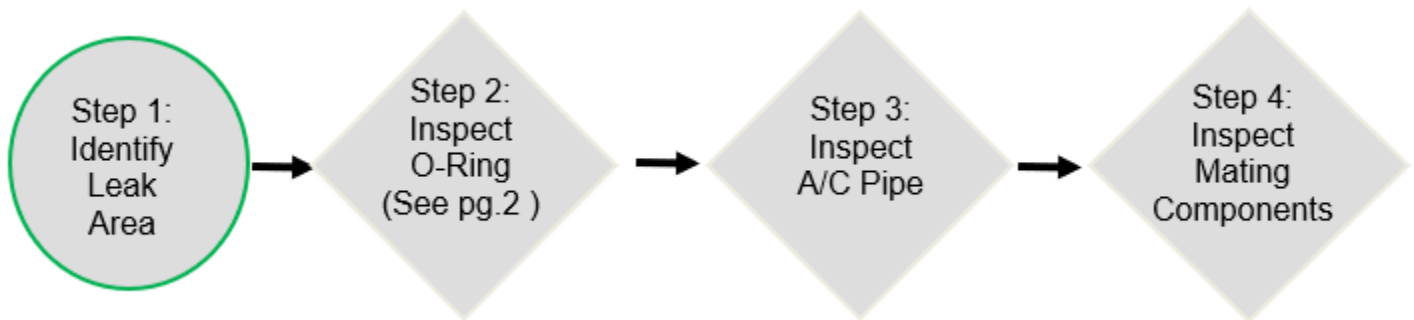 Step 1:
Identify
Leak
Area
Step 2:
Inspect
O-Ring
(See pg.2 )
Step 3:
Inspect
A/C Pipe
Step 4:
Inspect
Mating
Components